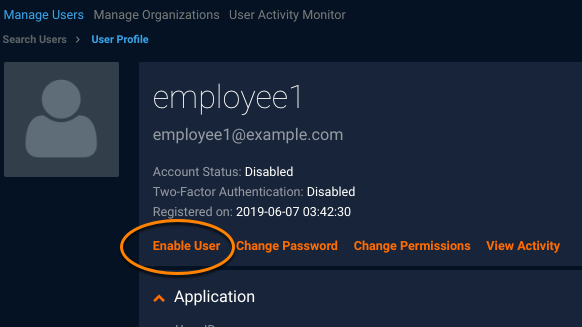 Manage Users Manage Organizations User Activity Monitor
Search Users > User Profile
employee1
employee1@example.com
Account Status: Disabled
Two-Factor Authentication: Disabled
Registered on: 2019-06-07 03:42:30
Enable User Change Password Change Permissions View Activity
Application